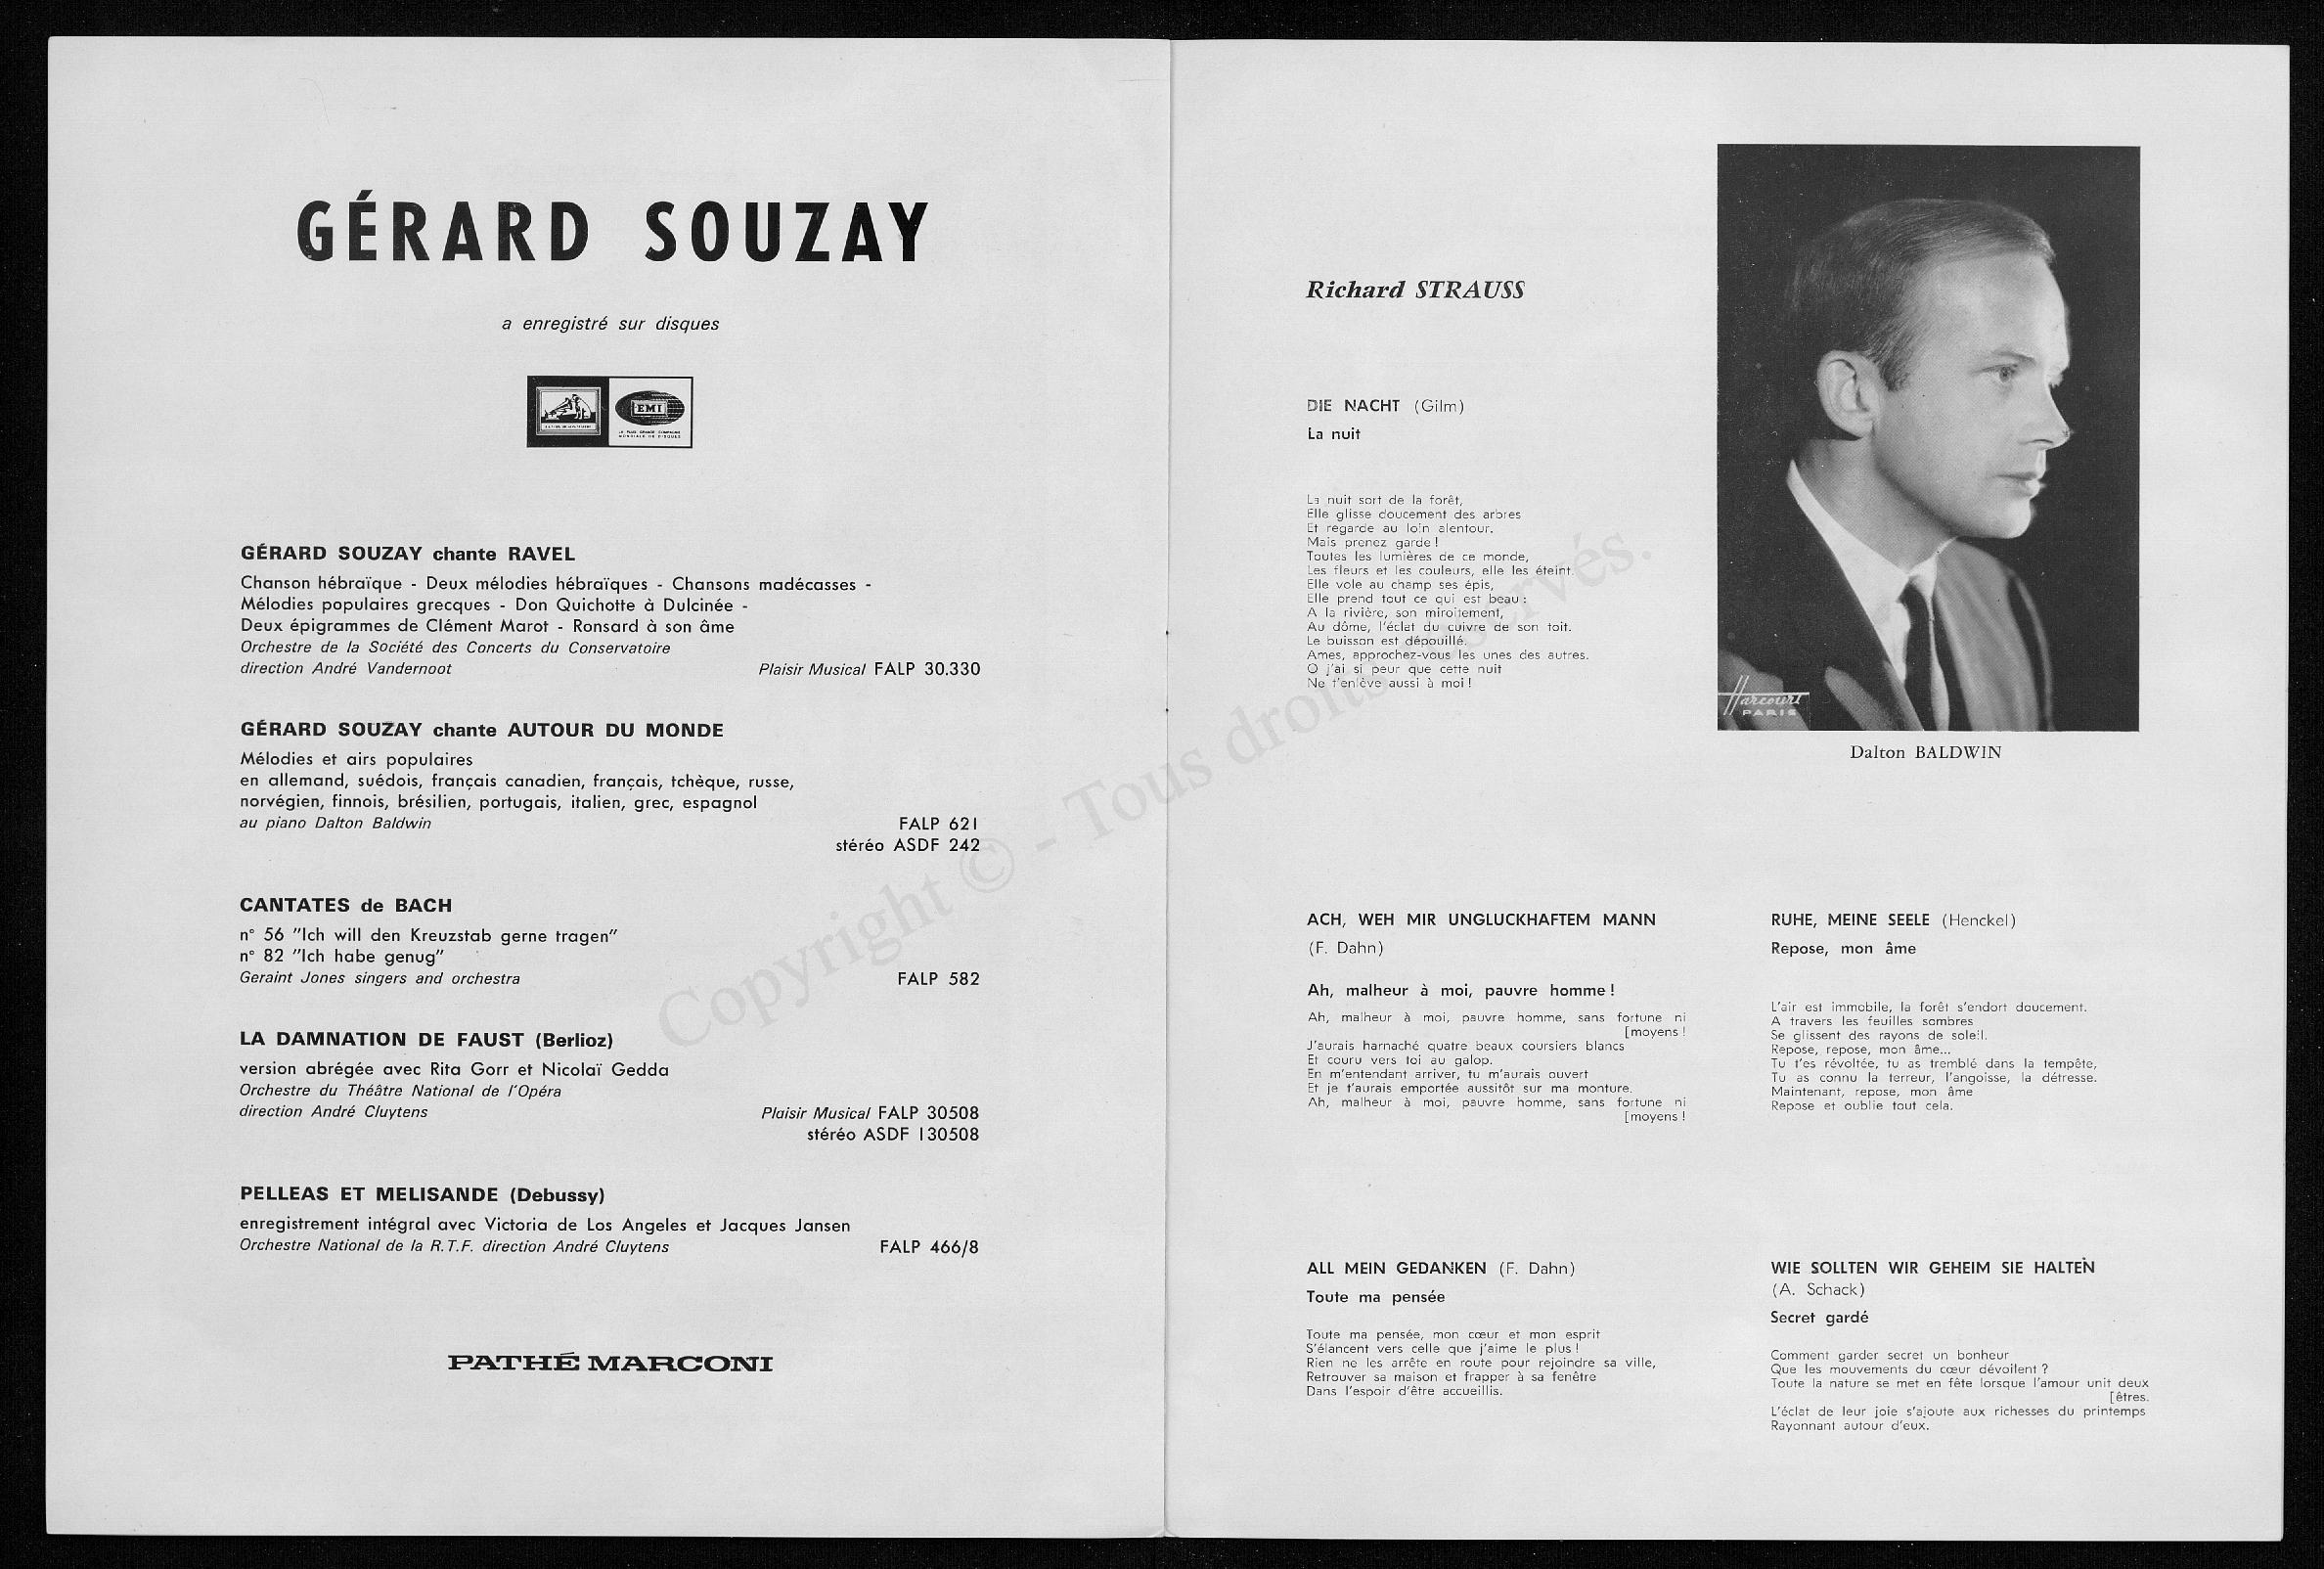 GÉRARD SOUZAY
a enregistré sur disques
EMI
LA PLUS GRANDE COMPAGNIE
MONDIALE DE DISQUES
GÉRARD SOUZAY chante RAVEL
Chanson hébraïque - Deux mélodies hébraïques - Chansons madécasses -
Mélodies populaires grecques - Don Quichotte à Dulcinée -
Deux épigrammes de Clément Marot - Ronsard à son âme
Orchestre de la Société des Concerts du Conservatoire
direction André Vandernoot Plaisir Musical FALP 30.330
GÉRARD SOUZAY chante AUTOUR DU MONDE
Mélodies et airs populaires
en allemand, suédois, français canadien, français, tchèque, russe,
norvégien, finnois, brésilien, portugais, italien, grec, espagnol
au piano Dalton Baldwin FALP 621
stéréo ASDF 242
CANTATES de BACH
n° 56 "Ich will den Kreuzstab gerne tragen"
n° 82 "Ich habe genug"
Geraint Jones singers and orchestra FALP 582
LA DAMNATION DE FAUST (Berlioz)
version abrégée avec Rita Gorr et Nicolaï Gedda
Orchestre du Théâtre National de l'Opéra
direction André Cluytens Plaisir Musical FALP 30508
stéréo ASDF 130508
PELLEAS ET MELISANDE (Debussy)
enregistrement intégral avec Victoria de Los Angeles et Jacques Jansen
Orchestre National de la R.T.F. direction André Cluytens FALP 466/8
PATHÉ MARCONI
Richard STRAUSS
DIE NACHT (Gilm)
La nuit
La nuit sort de la forêt,
Elle glisse doucement des arbres
Et regarde au loin alentour.
Mais prenez garde !
Toutes les lumières de ce monde,
Les fleurs et les couleurs, elle les éteint.
Elle vole au champ ses épis,
Elle prend tout ce qui est beau :
A la rivière, son miroitement,
Au dôme, l'éclat du cuivre de son toit.
Le buisson est dépouillé.
Ames, approchez-vous les unes des autres.
O j'ai si peur que cette nuit
Ne t'enlève aussi à moi !
Harcourt
PARIS
Dalton BALDWIN
ACH, WEH MIR UNGLUCKHAFTEM MANN
(F. Dahn)
Ah, malheur à moi, pauvre homme !
Ah, malheur à moi, pauvre homme, sans fortune ni
[moyens !
J'aurais harnaché quatre beaux coursiers blancs
Et couru vers toi au galop.
En m'entendant arriver, tu m'aurais ouvert
Et je t'aurais emportée aussitôt sur ma monture.
Ah, malheur à moi, pauvre homme, sans fortune ni
[moyens !
RUHE, MEINE SEELE (Henckel)
Repose, mon âme
L'air est immobile, la forêt s'endort doucement.
A travers les feuilles sombres
Se glissent des rayons de soleil.
Repose, repose, mon âme...
Tu t'es révoltée, tu as tremblé dans la tempête,
Tu as connu la terreur, l'angoisse, la détresse.
Maintenant, repose, mon âme
Repose et oublie tout cela.
ALL MEIN GEDANKEN (F. Dahn)
Toute ma pensée
Toute ma pensée, mon cœur et mon esprit
S'élancent vers celle que j'aime le plus !
Rien ne les arrête en route pour rejoindre sa ville,
Retrouver sa maison et frapper à sa fenêtre
Dans l'espoir d'être accueillis.
WIE SOLLTEN WIR GEHEIM SIE HALTEN
(A. Schack)
Secret gardé
Comment garder secret un bonheur
Que les mouvements du cœur dévoilent ?
Toute la nature se met en fête lorsque l'amour unit deux
[êtres.
L'éclat de leur joie s'ajoute aux richesses du printemps
Rayonnant autour d'eux.
Copyright © - Tous droits réservés.